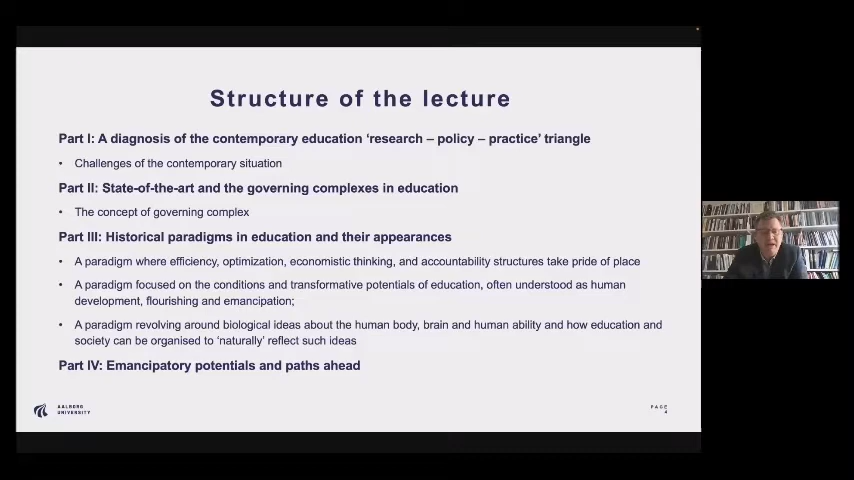 Structure of the lecture
Part I: A diagnosis of the contemporary education ‘research – policy – practice’ triangle
• Challenges of the contemporary situation
Part II: State-of-the-art and the governing complexes in education
• The concept of governing complex
Part III: Historical paradigms in education and their appearances
• A paradigm where efficiency, optimization, economistic thinking, and accountability structures take pride of place
• A paradigm focused on the conditions and transformative potentials of education, often understood as human
development, flourishing and emancipation;
• A paradigm revolving around biological ideas about the human body, brain and human ability and how education and
society can be organised to ‘naturally’ reflect such ideas
Part IV: Emancipatory potentials and paths ahead
AALBORG
UNIVERSITY
PAGE
4